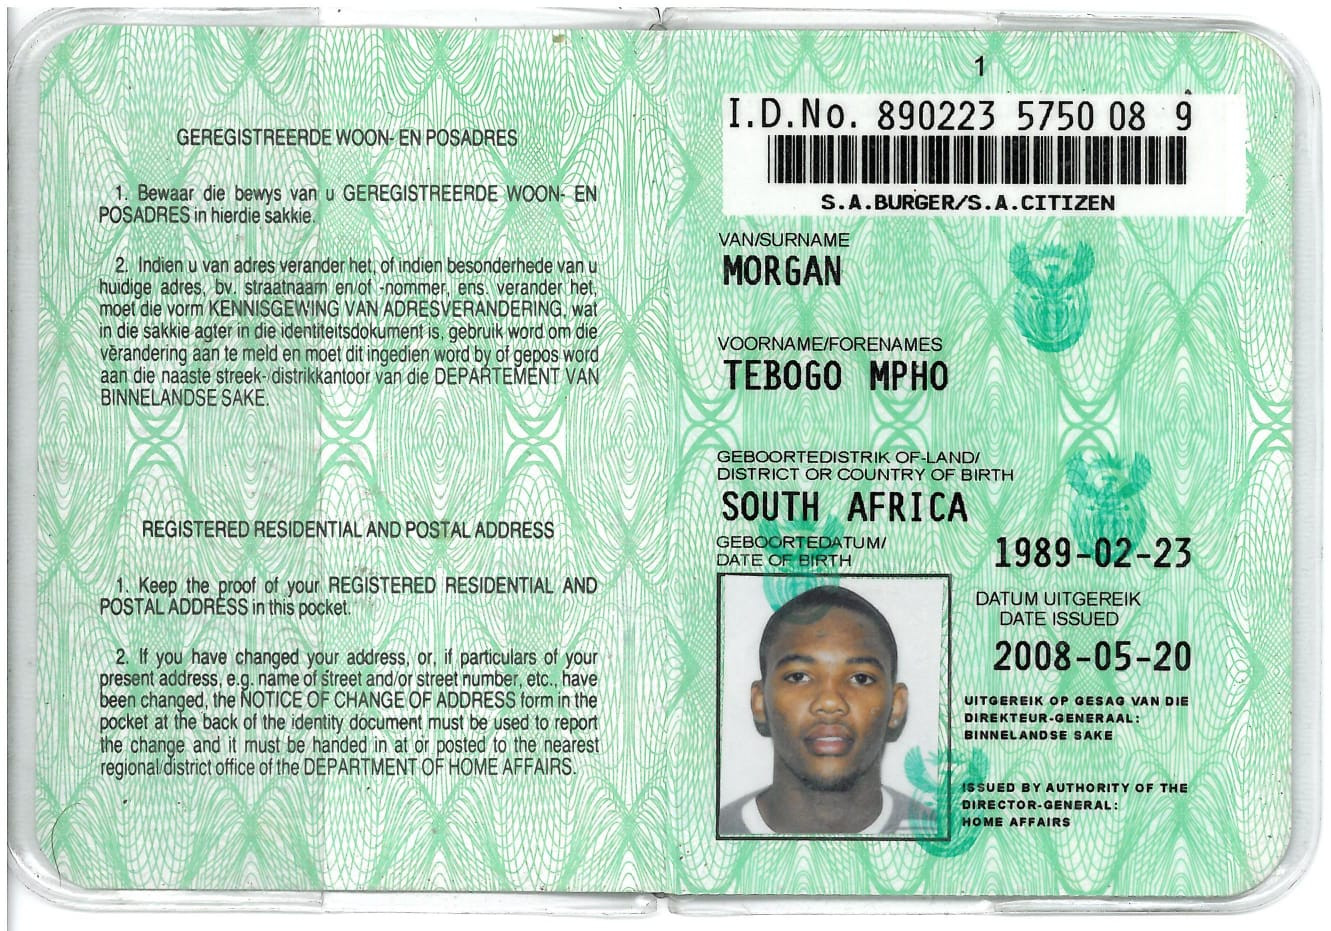 GEREGISTREERDE WOON- EN POSADRES
1. Bewaar die bewys van u GEREGISTREERDE WOON- EN
POSADRES in hierdie sakkie.
2. Indien u van adres verander het, of indien besonderhede van u
huidige adres, bv. straatnaam en/of -nommer, ens. verander het,
moet die vorm KENNISGEWING VAN ADRESVERANDERING, wat
in die sakkie agter in die identiteitsdokument is, gebruik word om die
verandering aan te meld en moet dit ingedien word by of gepos word
aan die naaste streek-/distrikkantoor van die DEPARTEMENT VAN
BINNELANDSE SAKE.
REGISTERED RESIDENTIAL AND POSTAL ADDRESS
1. Keep the proof of your REGISTERED RESIDENTIAL AND
POSTAL ADDRESS in this pocket.
2. If you have changed your address, or, if particulars of your
present address, e.g. name of street and/or street number, etc., have
been changed, the NOTICE OF CHANGE OF ADDRESS form in the
pocket at the back of the identity document must be used to report
the change and it must be handed in at or posted to the nearest
regional/district office of the DEPARTMENT OF HOME AFFAIRS.
1
I.D.No. 890223 5750 08 9
S.A.BURGER/S.A.CITIZEN
VAN/SURNAME
MORGAN
VOORNAME/FORENAMES
TEBOGO MPHO
GEBOORTEDISTRIK OF-LAND/
DISTRICT OR COUNTRY OF BIRTH
SOUTH AFRICA
GEBOORTEDATUM/
DATE OF BIRTH
1989-02-23
DATUM UITGEREIK
DATE ISSUED
2008-05-20
UITGEREIK OP GESAG VAN DIE
DIREKTEUR-GENERAAL:
BINNELANDSE SAKE
ISSUED BY AUTHORITY OF THE
DIRECTOR-GENERAL:
HOME AFFAIRS